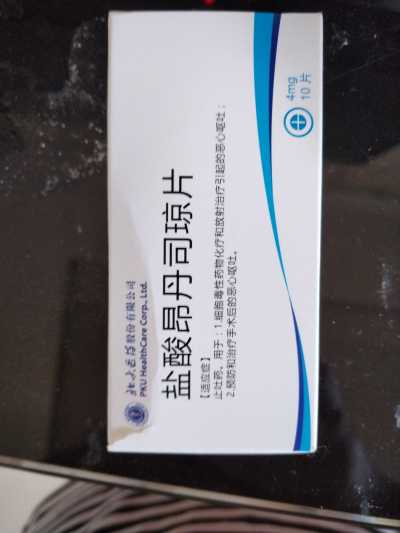 北大医药股份有限公司
PKU HealthCare Corp., Ltd.
盐酸昂丹司琼片
【适应症】
止吐药。用于：1.细胞毒性药物化疗和放射治疗引起的恶心呕吐；
2.预防和治疗手术后的恶心呕吐。
4mg
10片